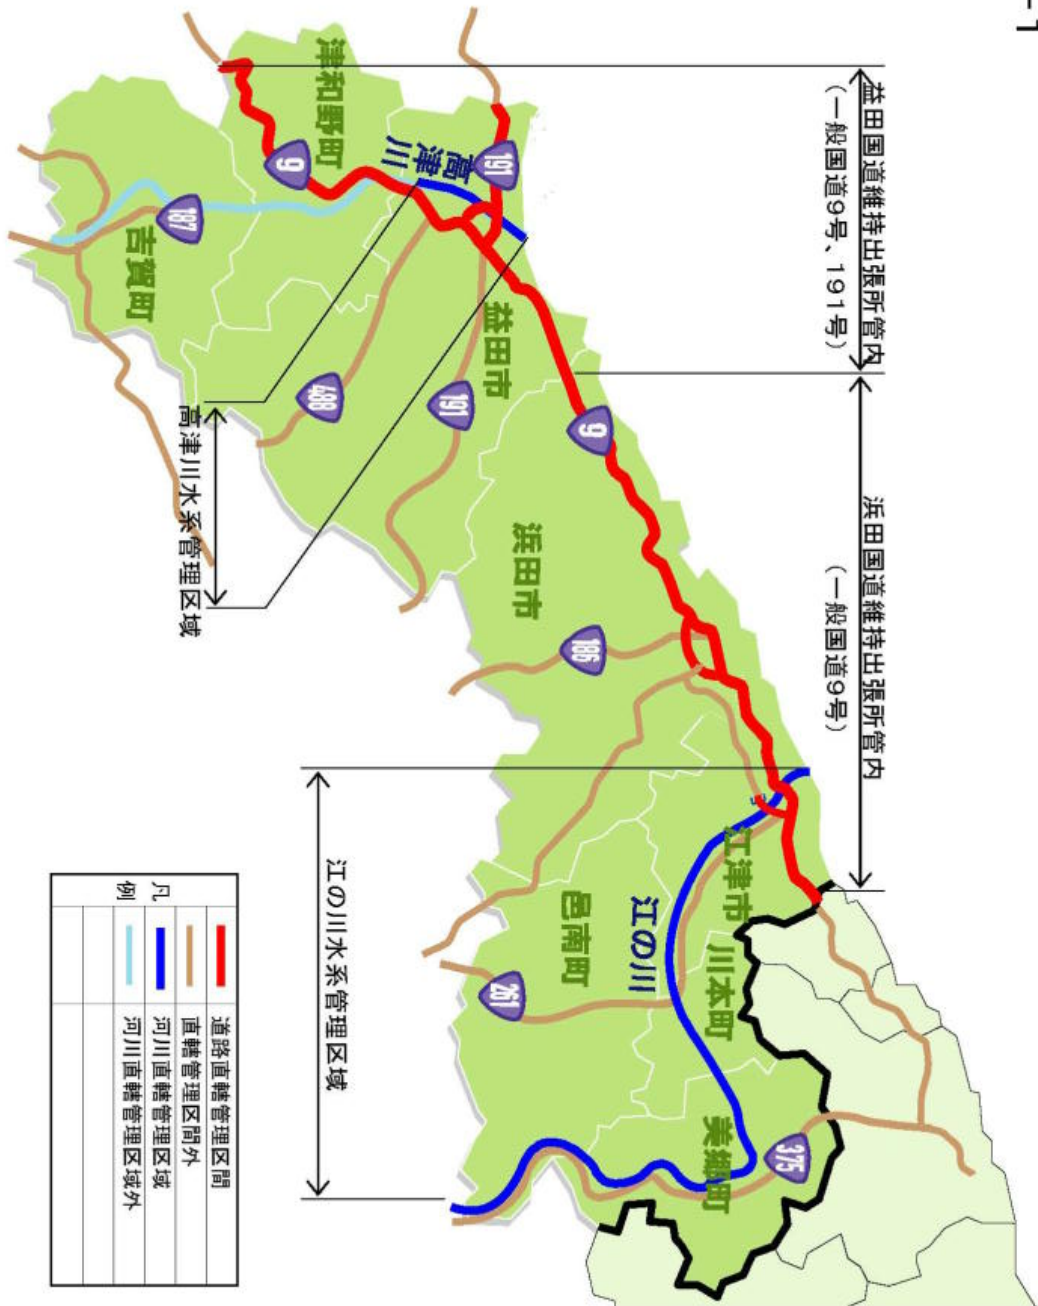 -1
益田国道維持出張所管内
(一般国道9号、191号)
浜田国道維持出張所管内
(一般国道9号)
津和野町
高津
川
191
9
187
吉賀町
益田市
488
191
9
高津川水系管理区域
浜田市
186
江津市
川本町
江の川
邑南町
261
美郷町
375
江の川水系管理区域
凡
例
道路直轄管理区間
直轄管理区間外
河川直轄管理区域
河川直轄管理区域外